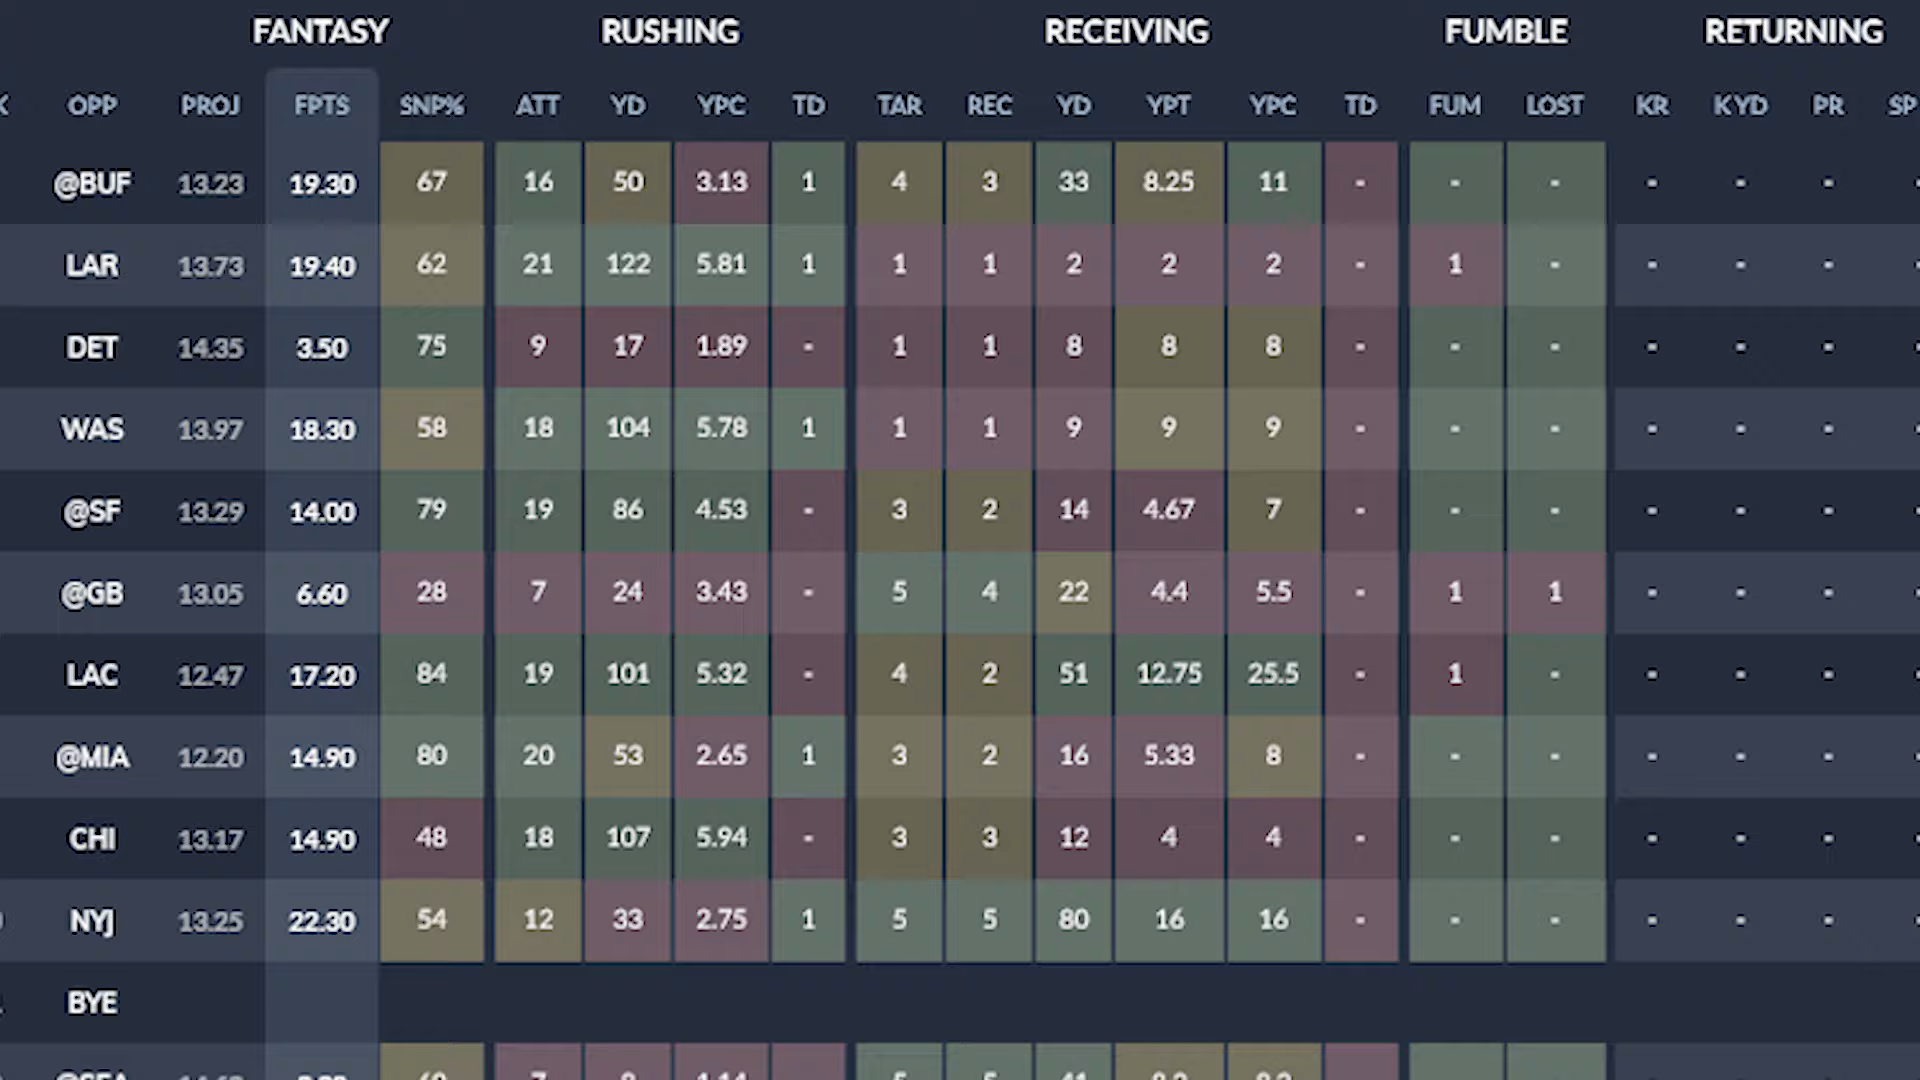 FANTASY RUSHING RECEIVING FUMBLE RETURNING
OPP PROJ FPTS SNP% ATT YD YPC TD TAR REC YD YPT YPC TD FUM LOST KR KYD PR SP
@BUF 13.23 19.30 67 16 50 3.13 1 4 3 33 8.25 11 - - - - - - -
LAR 13.73 19.40 62 21 122 5.81 1 1 1 2 2 2 - 1 - - - - -
DET 14.35 3.50 75 9 17 1.89 - 1 1 8 8 8 - - - - - - -
WAS 13.97 18.30 58 18 104 5.78 1 1 1 9 9 9 - - - - - - -
@SF 13.29 14.00 79 19 86 4.53 - 3 2 14 4.67 7 - - - - - - -
@GB 13.05 6.60 28 7 24 3.43 - 5 4 22 4.4 5.5 - 1 1 - - - -
LAC 12.47 17.20 84 19 101 5.32 - 4 2 51 12.75 25.5 - 1 - - - - -
@MIA 12.20 14.90 80 20 53 2.65 1 3 2 16 5.33 8 - - - - - - -
CHI 13.17 14.90 48 18 107 5.94 - 3 3 12 4 4 - - - - - - -
NYJ 13.25 22.30 54 12 33 2.75 1 5 5 80 16 16 - - - - - - -
BYE